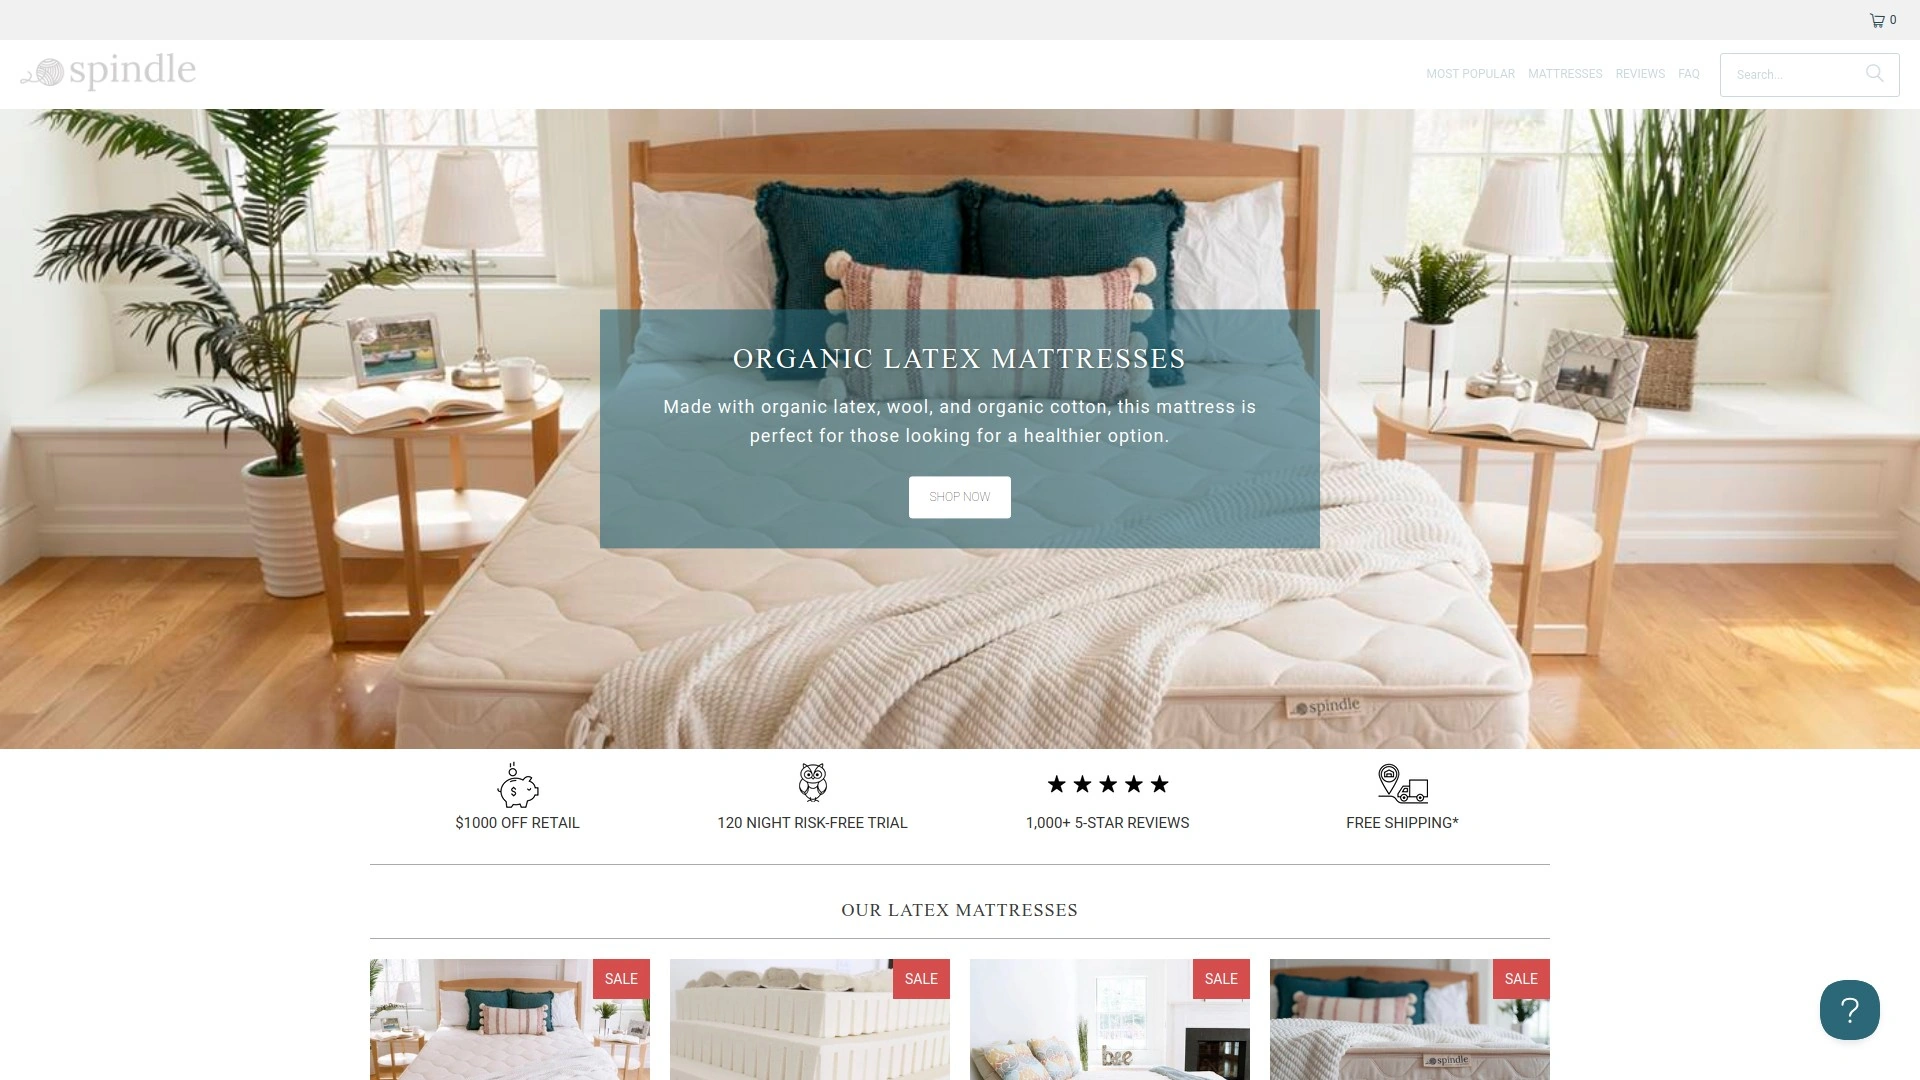 0
spindle
MOST POPULAR MATTRESSES REVIEWS FAQ
Search...
ORGANIC LATEX MATTRESSES
Made with organic latex, wool, and organic cotton, this mattress is
perfect for those looking for a healthier option.
SHOP NOW
spindle
$1000 OFF RETAIL
120 NIGHT RISK-FREE TRIAL
1,000+ 5-STAR REVIEWS
FREE SHIPPING*
OUR LATEX MATTRESSES
SALE
SALE
SALE
SALE
bee
spindle
?